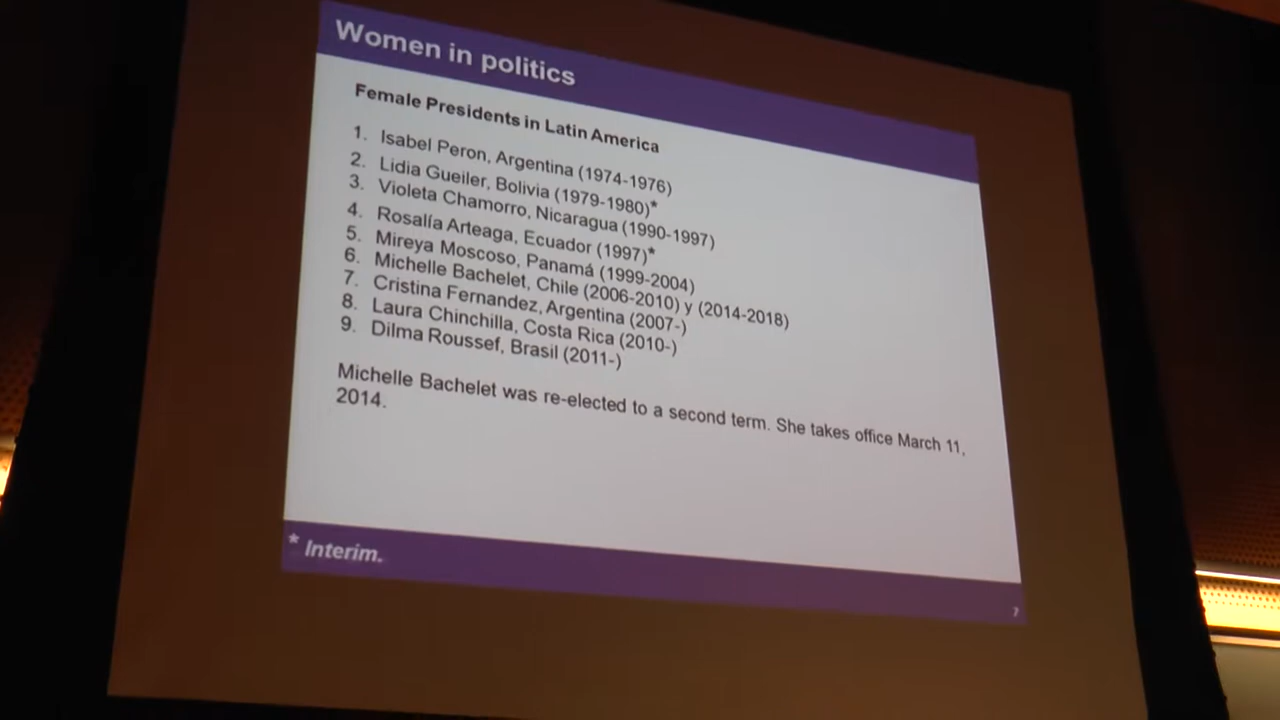 Women in politics
Female Presidents in Latin America
1. Isabel Peron, Argentina (1974-1976)
2. Lidia Gueiler, Bolivia (1979-1980)*
3. Violeta Chamorro, Nicaragua (1990-1997)
4. Rosalía Arteaga, Ecuador (1997)*
5. Mireya Moscoso, Panamá (1999-2004)
6. Michelle Bachelet, Chile (2006-2010) y (2014-2018)
7. Cristina Fernandez, Argentina (2007-)
8. Laura Chinchilla, Costa Rica (2010-)
9. Dilma Roussef, Brasil (2011-)
Michelle Bachelet was re-elected to a second term. She takes office March 11,
2014.
* Interim.
7